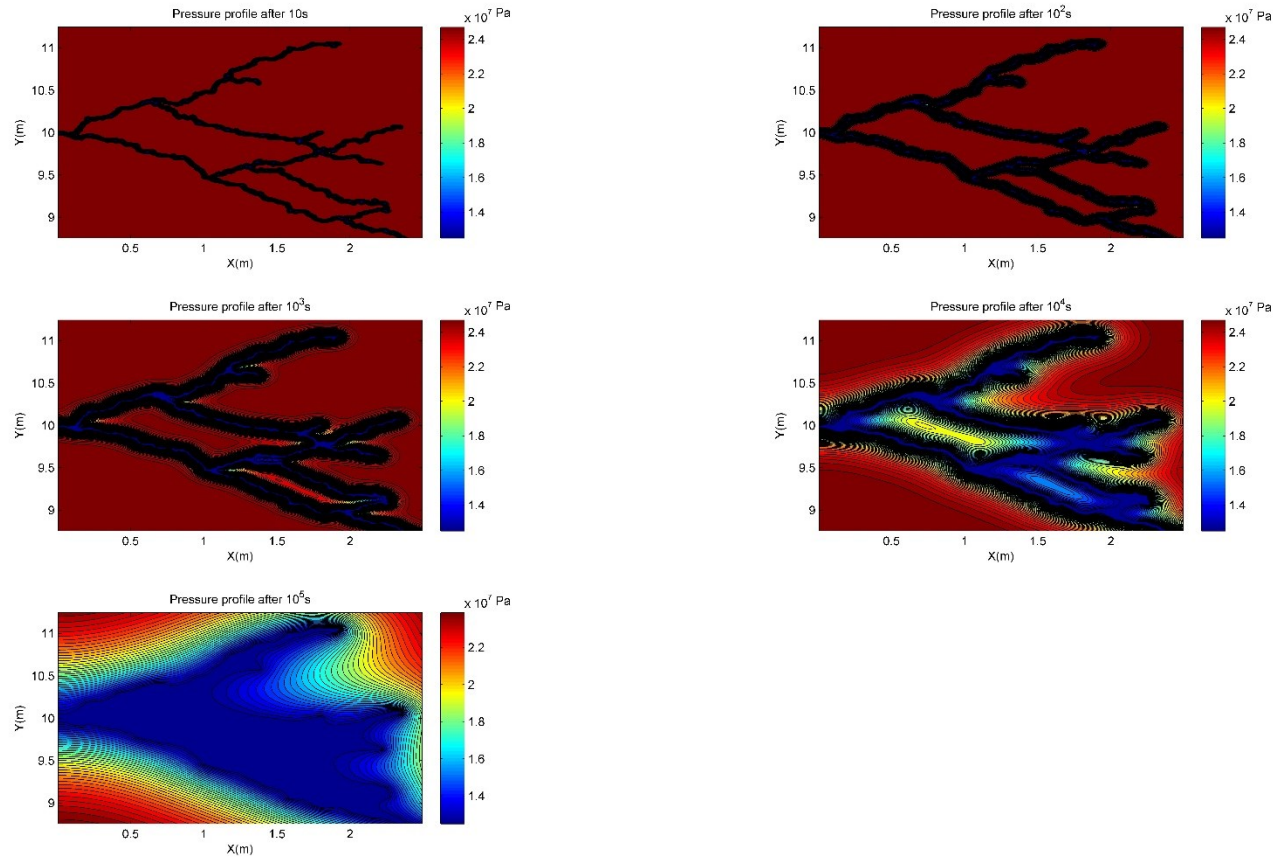 Pressure profile after 10s
x 10⁷ Pa
11
10.5
10
9.5
9
Y(m)
0.5 1 1.5 2
X(m)
2.4
2.2
2
1.8
1.6
1.4
Pressure profile after 10²s
x 10⁷ Pa
11
10.5
10
9.5
9
Y(m)
0.5 1 1.5 2
X(m)
2.4
2.2
2
1.8
1.6
1.4
Pressure profile after 10³s
x 10⁷ Pa
11
10.5
10
9.5
9
Y(m)
0.5 1 1.5 2
X(m)
2.4
2.2
2
1.8
1.6
1.4
Pressure profile after 10⁴s
x 10⁷ Pa
11
10.5
10
9.5
9
Y(m)
0.5 1 1.5 2
X(m)
2.4
2.2
2
1.8
1.6
1.4
Pressure profile after 10⁵s
x 10⁷ Pa
11
10.5
10
9.5
9
Y(m)
0.5 1 1.5 2
X(m)
2.2
2
1.8
1.6
1.4